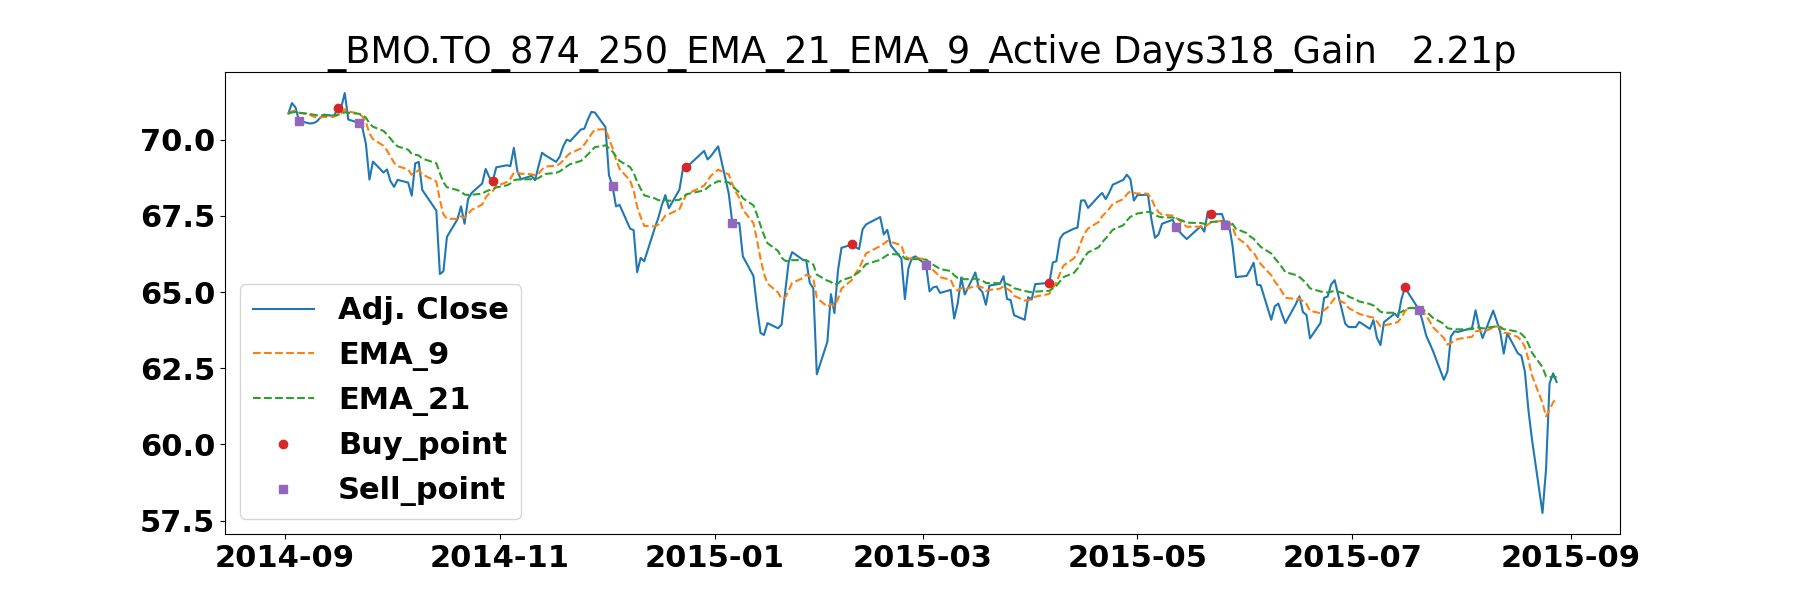 _BMO.TO_874_250_EMA_21_EMA_9_Active Days318_Gain   2.21p
70.0
67.5
65.0
62.5
60.0
57.5
Adj. Close
EMA_9
EMA_21
Buy_point
Sell_point
2014-09 2014-11 2015-01 2015-03 2015-05 2015-07 2015-09